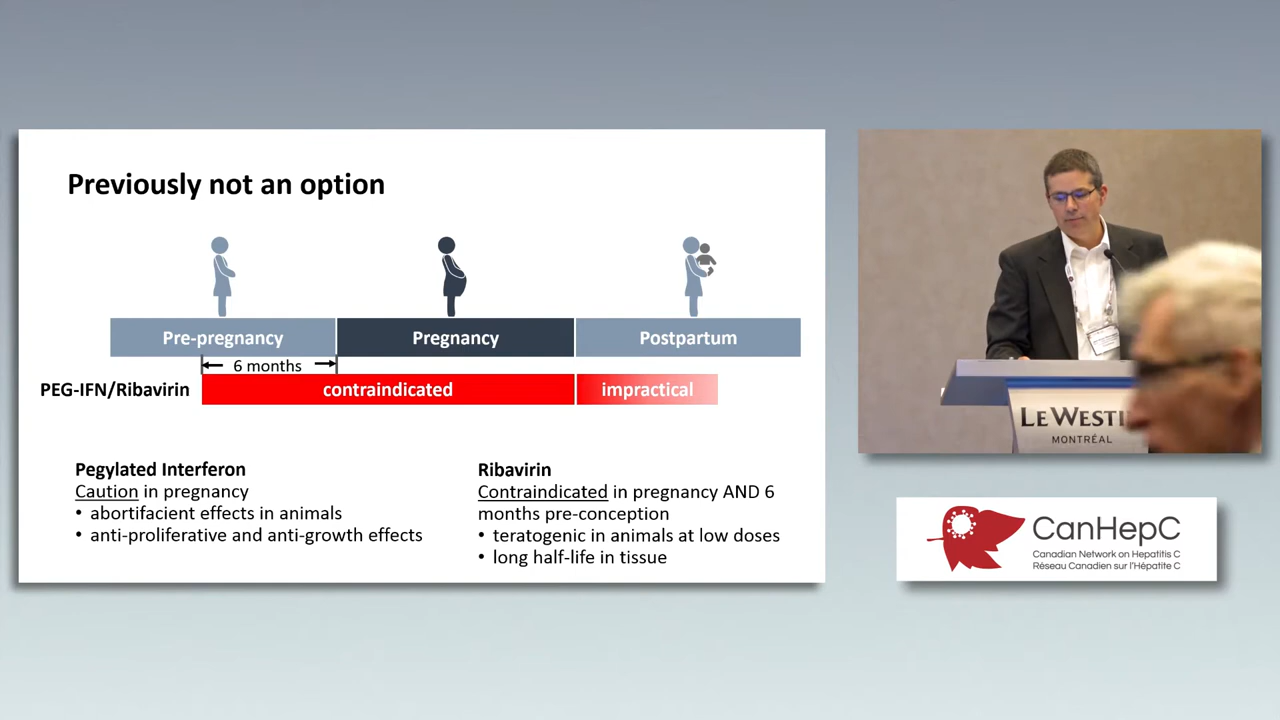 Previously not an option
Pre-pregnancy
Pregnancy
Postpartum
6 months
PEG-IFN/Ribavirin
contraindicated
impractical
Pegylated Interferon
Caution in pregnancy
• abortifacient effects in animals
• anti-proliferative and anti-growth effects
Ribavirin
Contraindicated in pregnancy AND 6
months pre-conception
• teratogenic in animals at low doses
• long half-life in tissue
LE WESTI
MONTRÉAL
CanHepC
Canadian Network on Hepatitis C
Réseau Canadien sur l'Hépatite C